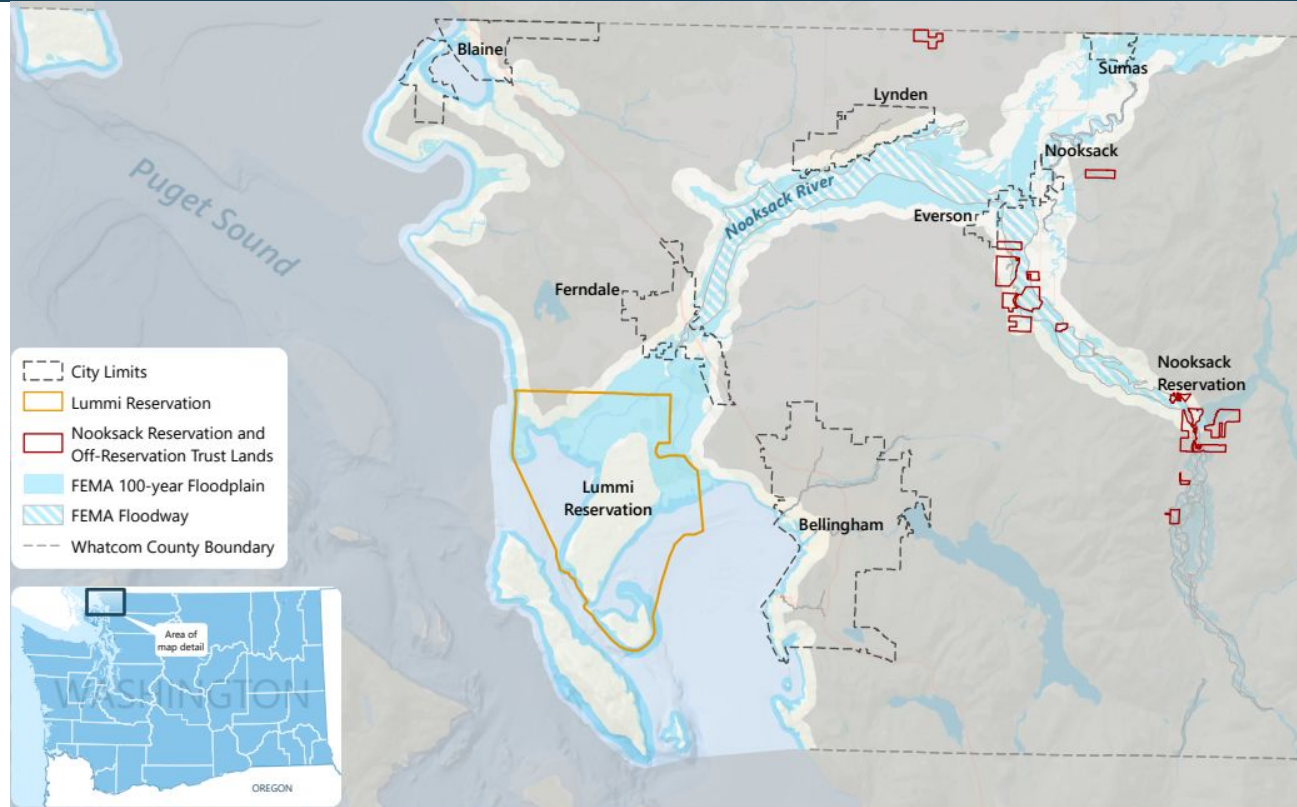 Blaine
Sumas
Lynden
Nooksack
Puget Sound
Nooksack River
Everson
Ferndale
Nooksack
Reservation
Lummi
Reservation
Bellingham
City Limits
Lummi Reservation
Nooksack Reservation and
Off-Reservation Trust Lands
FEMA 100-year Floodplain
FEMA Floodway
Whatcom County Boundary
Area of
map detail
WASHINGTON
OREGON